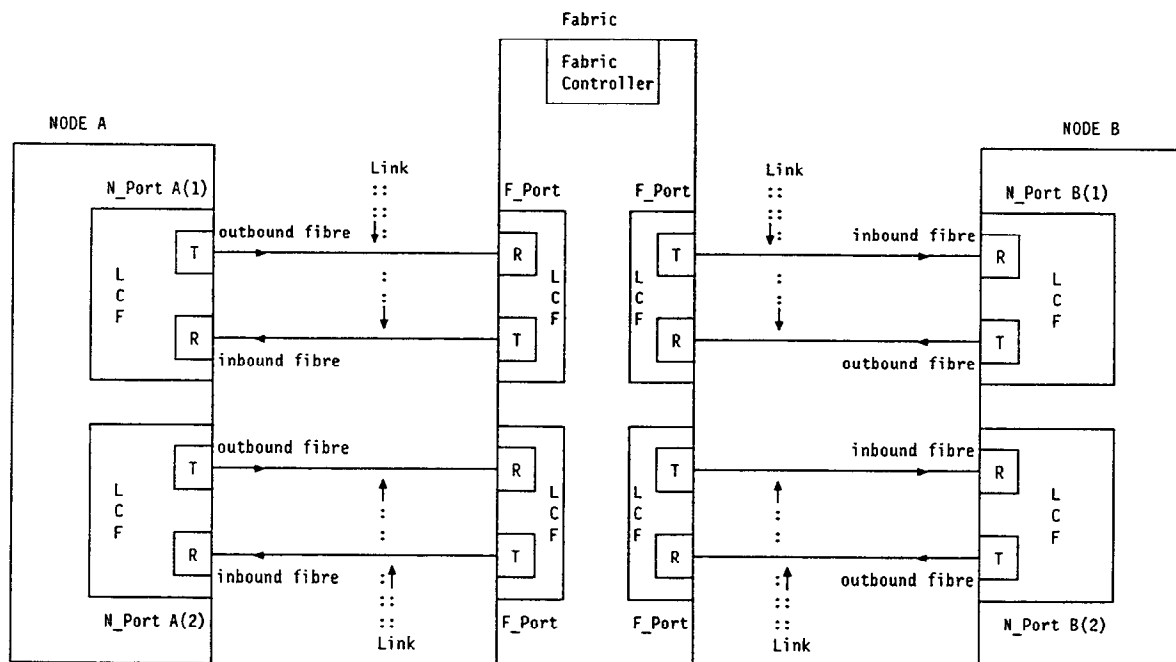 Fabric
Fabric
Controller
NODE A
NODE B
Link
Link
N_Port A(1)
F_Port
F_Port
N_Port B(1)
outbound fibre
inbound fibre
T
R
T
R
L
C
F
L
C
F
L
C
F
L
C
F
R
T
R
T
inbound fibre
outbound fibre
outbound fibre
inbound fibre
T
R
T
R
L
C
F
L
C
F
L
C
F
L
C
F
R
T
R
T
inbound fibre
outbound fibre
N_Port A(2)
F_Port
F_Port
N_Port B(2)
Link
Link